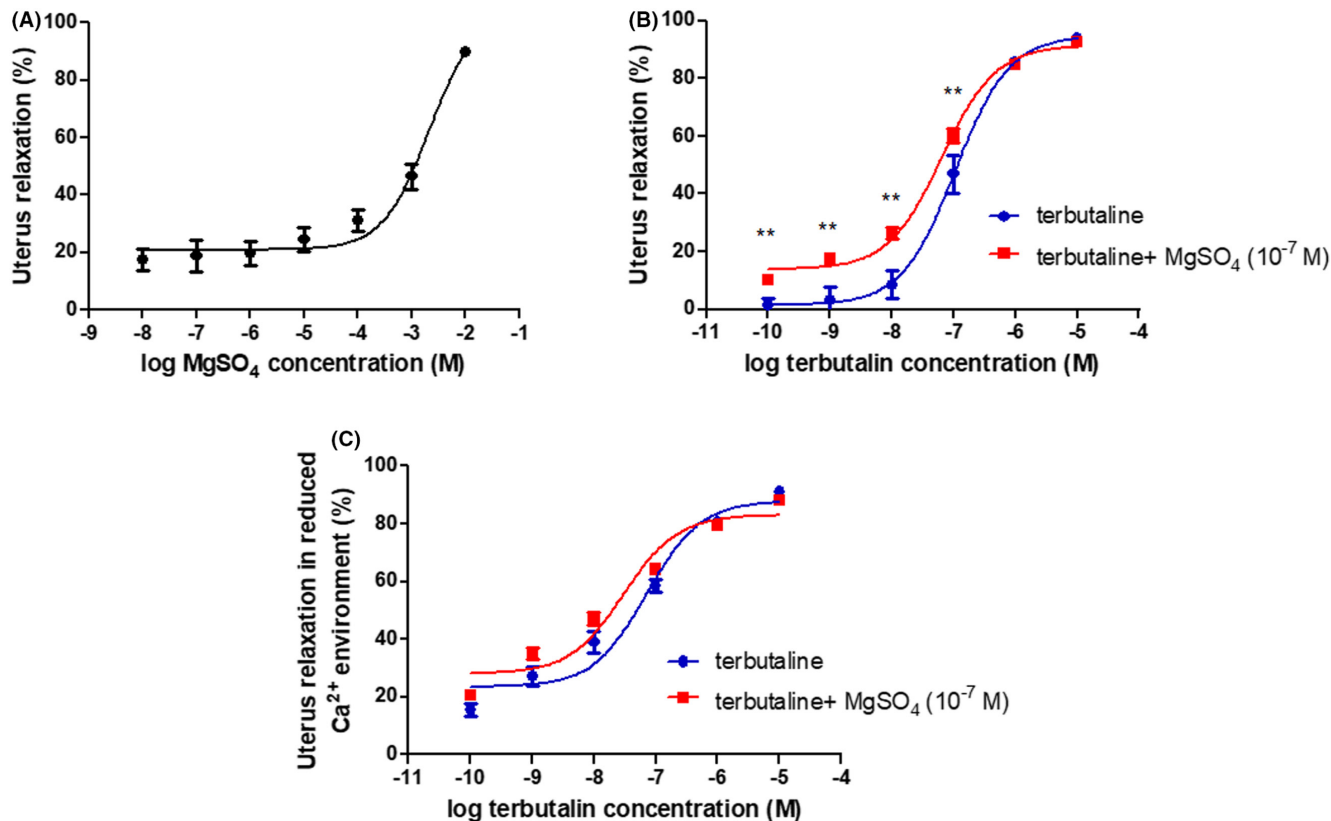 (A)
Uterus relaxation (%)
100
80
60
40
20
0
-9 -8 -7 -6 -5 -4 -3 -2 -1
log MgSO4 concentration (M)
(B)
Uterus relaxation (%)
100
80
60
40
20
0
** ** ** **
terbutaline
terbutaline+ MgSO4 (10-7 M)
-11 -10 -9 -8 -7 -6 -5 -4
log terbutalin concentration (M)
(C)
Uterus relaxation in reduced
Ca2+ environment (%)
100
80
60
40
20
0
terbutaline
terbutaline+ MgSO4 (10-7 M)
-11 -10 -9 -8 -7 -6 -5 -4
log terbutalin concentration (M)